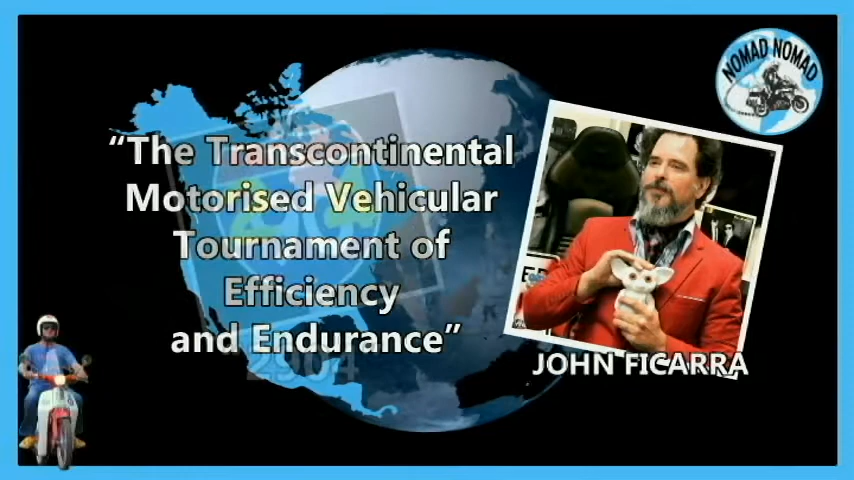 NOMAD NOMAD
“The Transcontinental
Motorised Vehicular
Tournament of
Efficiency
and Endurance”
JOHN FICARRA